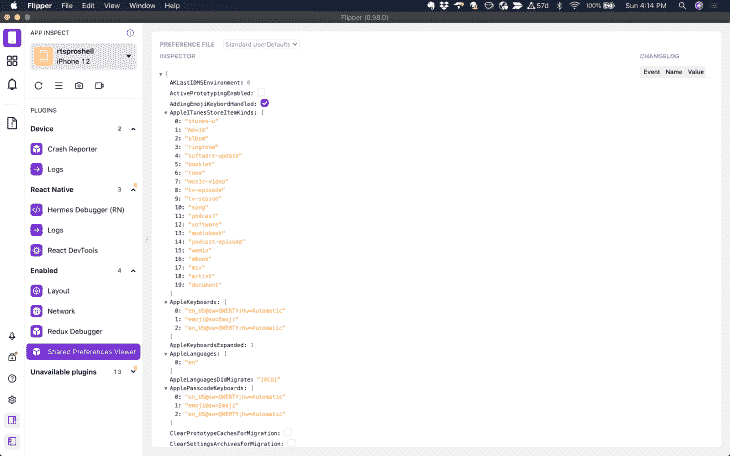 Flipper File Edit View Window Help
57d
100%
Sun 4:14 PM
Flipper (0.98.0)
APP INSPECT
rtsproshell
iPhone 12
PLUGINS
Device 2
Crash Reporter
Logs
React Native 3
Hermes Debugger (RN)
Logs
React DevTools
Enabled 4
Layout
Network
Redux Debugger
Shared Preferences Viewer
Unavailable plugins 13
PREFERENCE FILE Standard UserDefaults
INSPECTOR
CHANGELOG
Event Name Value
{
AKLastIDMSEnvironment: 0
ActivePrototypingEnabled:
AddingEmojiKeybordHandled:
AppleITunesStoreItemKinds: [
0:
1:
2: "album"
3: "ringtone"
4: "software-update"
5: "booklet"
6: "tone"
7: "music-video"
8: "tv-episode"
9: "tv-season"
10: "song"
11: "podcast"
12: "software"
13: "audiobook"
14: "podcast-episode"
15: "wemix"
16: "eBook"
17: "mix"
18: "artist"
19: "document"
]
AppleKeyboards: [
0: "en_US@sw=QWERTY;hw=Automatic"
1: "emoji@sw=Emoji"
2: "en_US@sw=QWERTY;hw=Automatic"
]
AppleKeyboardsExpanded: 1
AppleLanguages: [
0: "en"
]
AppleLanguagesDidMigrate:
ApplePasscodeKeyboards: [
0: "en_US@sw=QWERTY;hw=Automatic"
1: "emoji@sw=Emoji"
2: "en_US@sw=QWERTY;hw=Automatic"
]
ClearPrototypeCachesForMigration:
ClearSettingsArchivesForMigration: